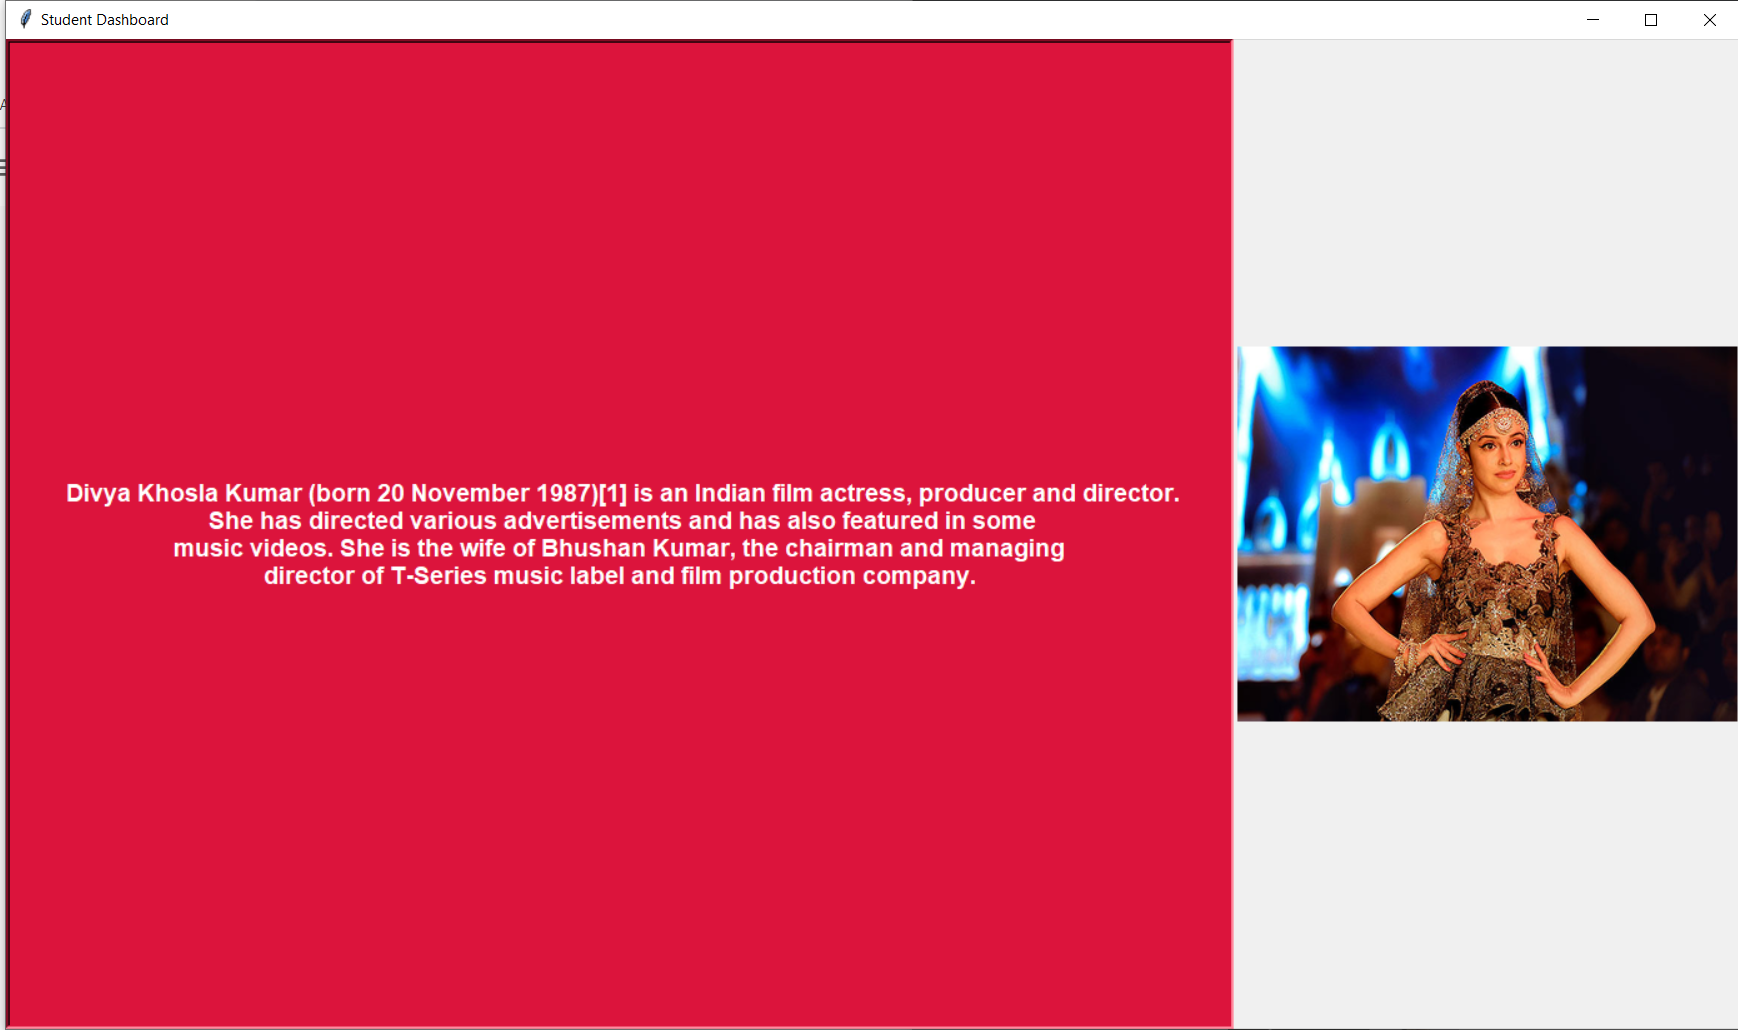 Student Dashboard
Divya Khosla Kumar (born 20 November 1987)[1] is an Indian film actress, producer and director.
She has directed various advertisements and has also featured in some
music videos. She is the wife of Bhushan Kumar, the chairman and managing
director of T-Series music label and film production company.